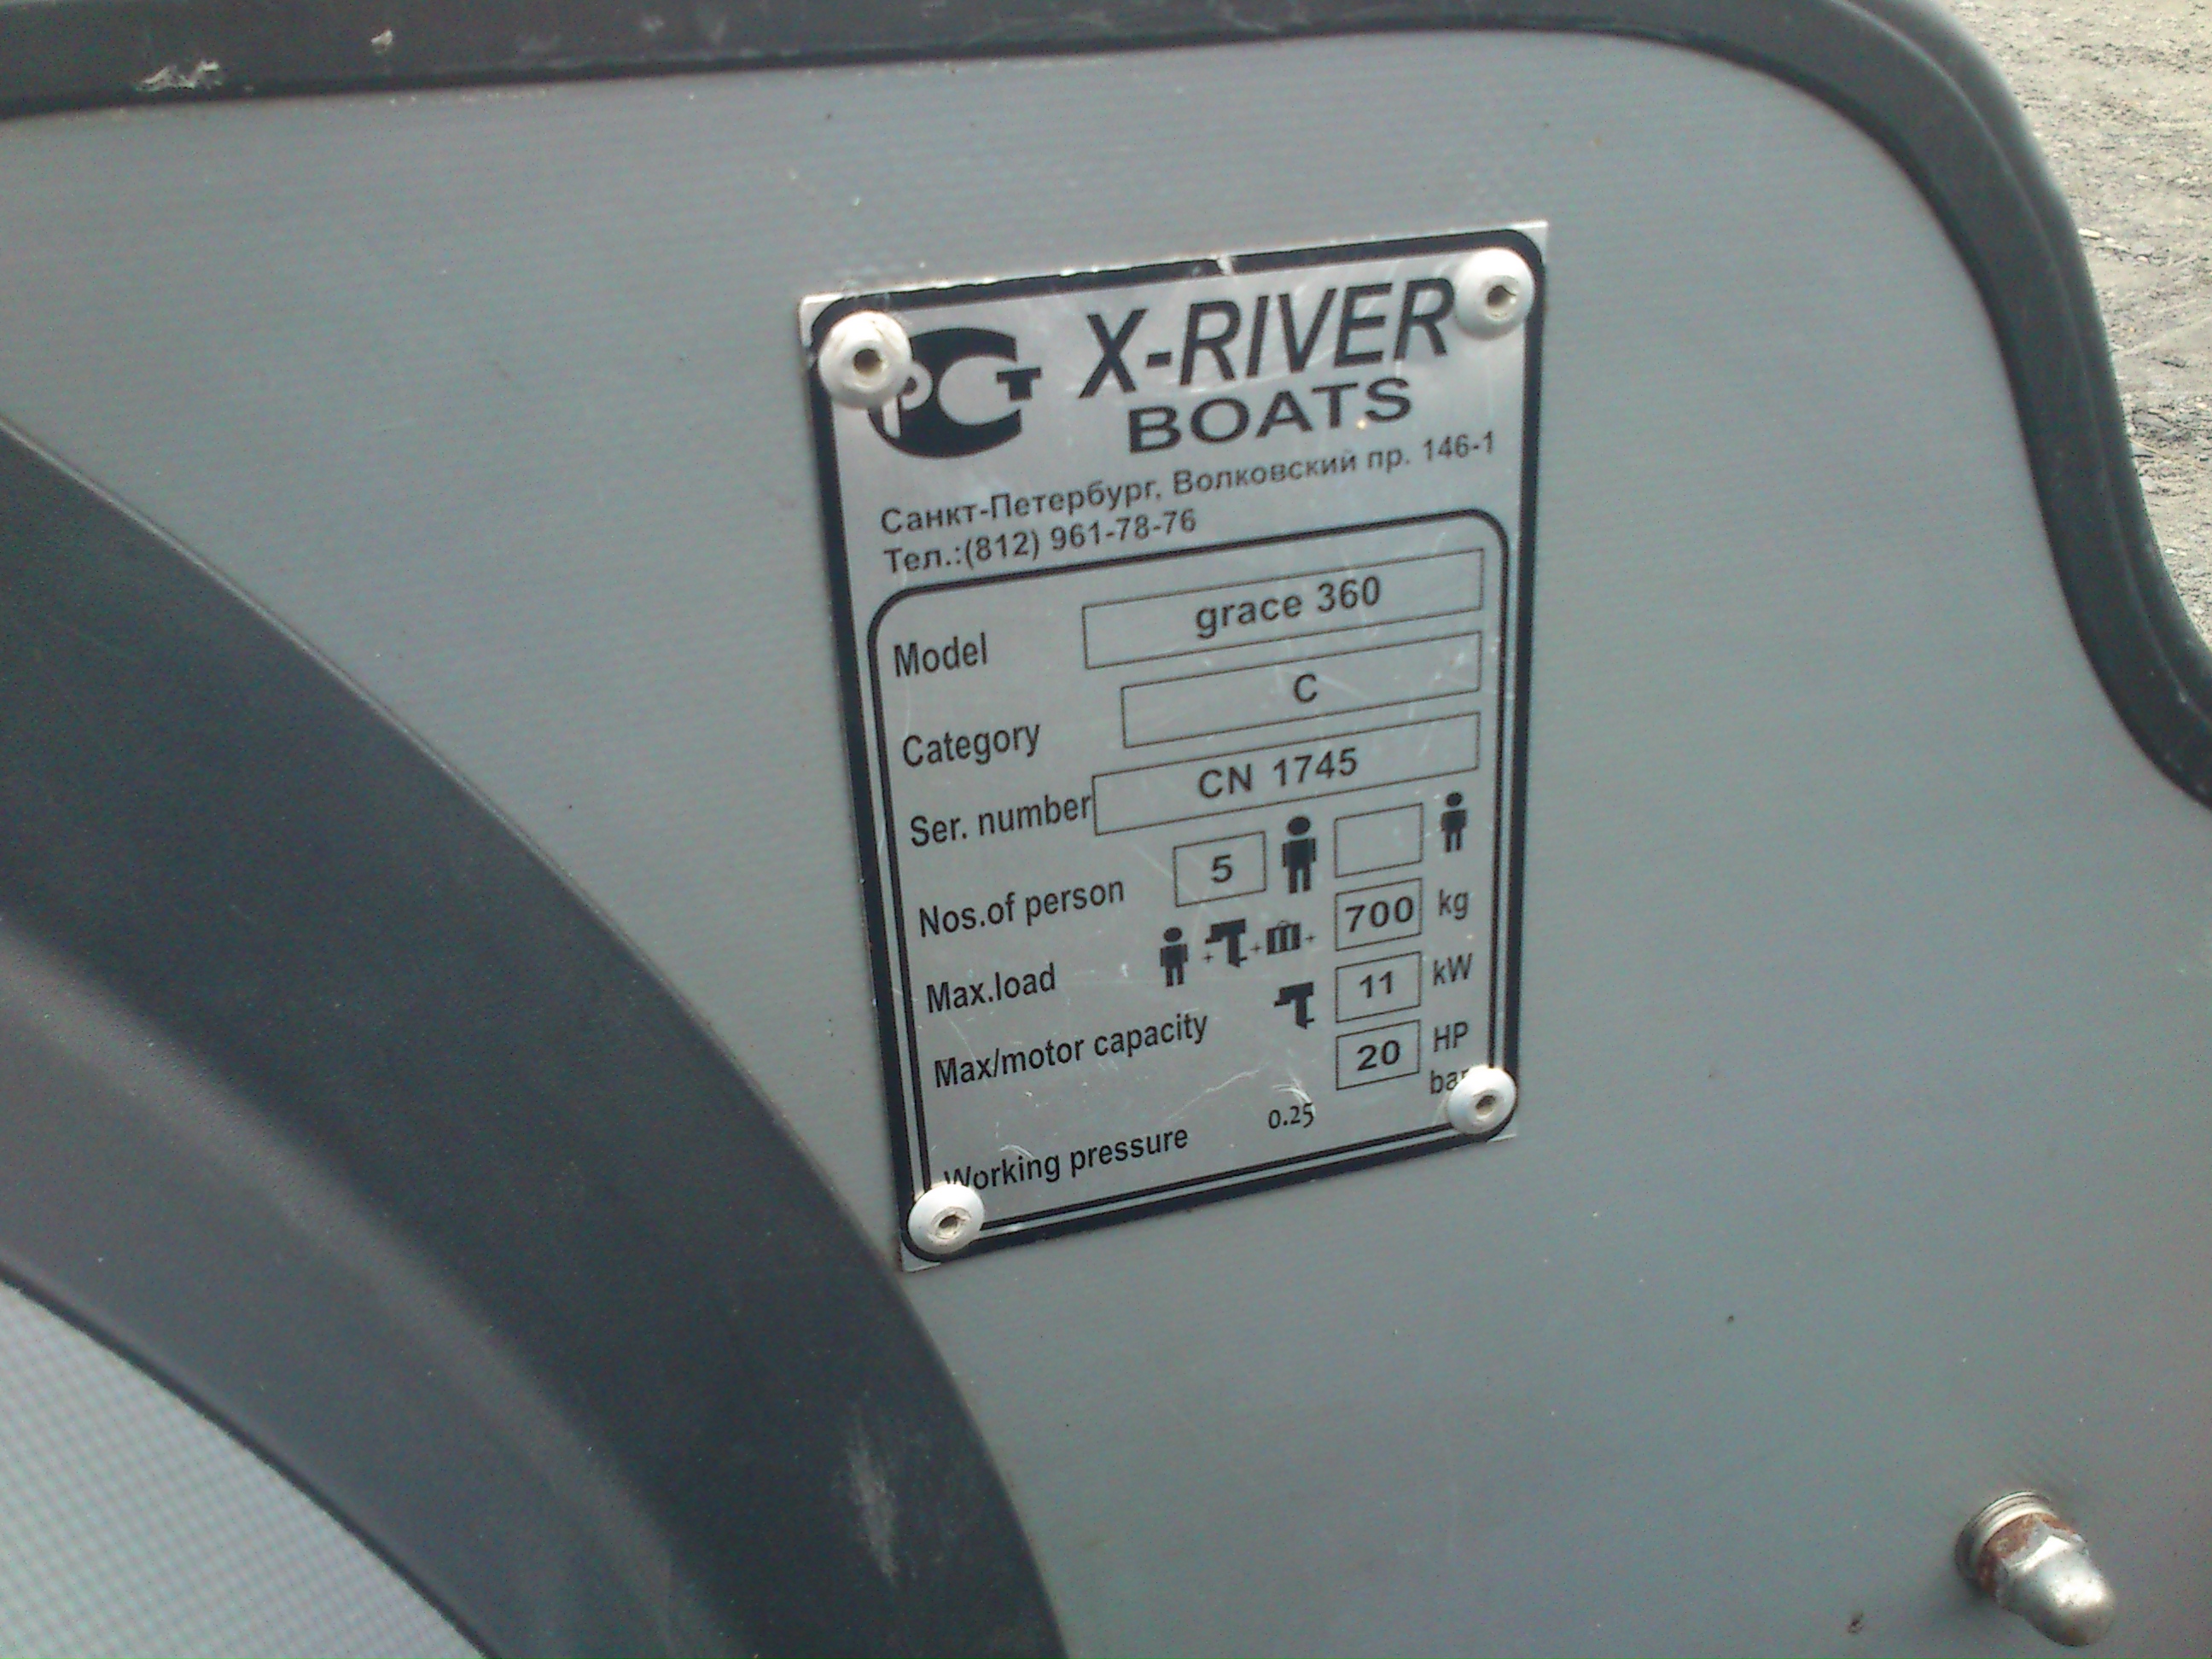 РСТ X-RIVER
BOATS
Санкт-Петербург, Волковский пр. 146-1
Тел.:(812) 961-78-76
Model grace 360
Category C
Ser. number CN 1745
Nos.of person 5
Max.load + + + 700 kg
Max/motor capacity 11 kW
20 HP
Working pressure 0.25 bar